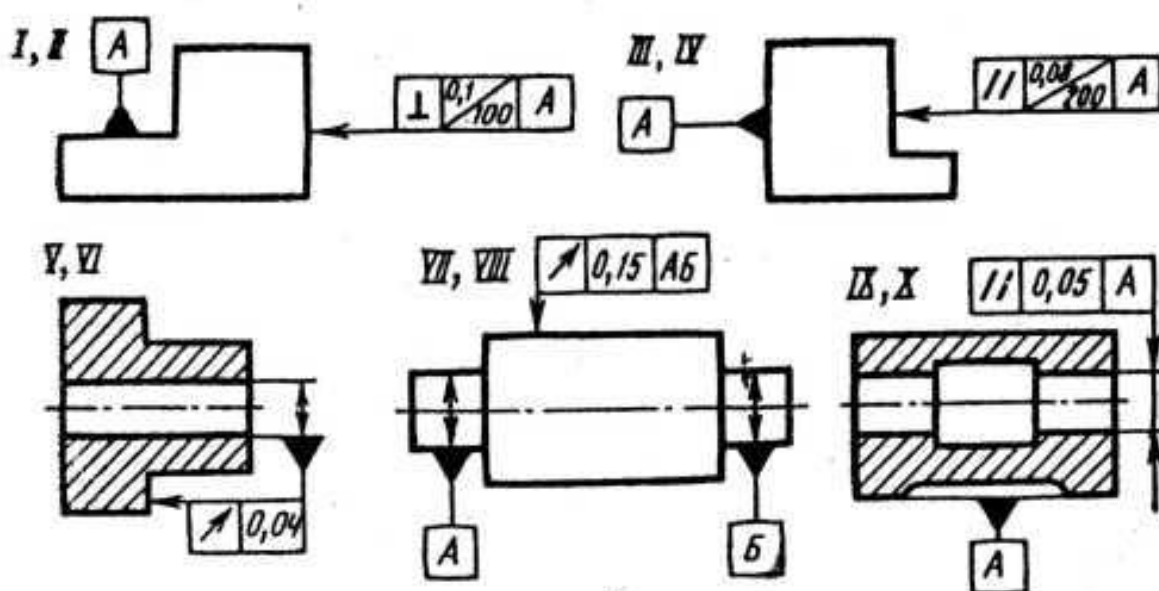 I, II
A
⊥ 0,1/100 A
III, IV
A
// 0,08/200 A
V, VI
↗ 0,04
VII, VIII
↗ 0,15 АБ
А
Б
IX, X
// 0,05 A
A